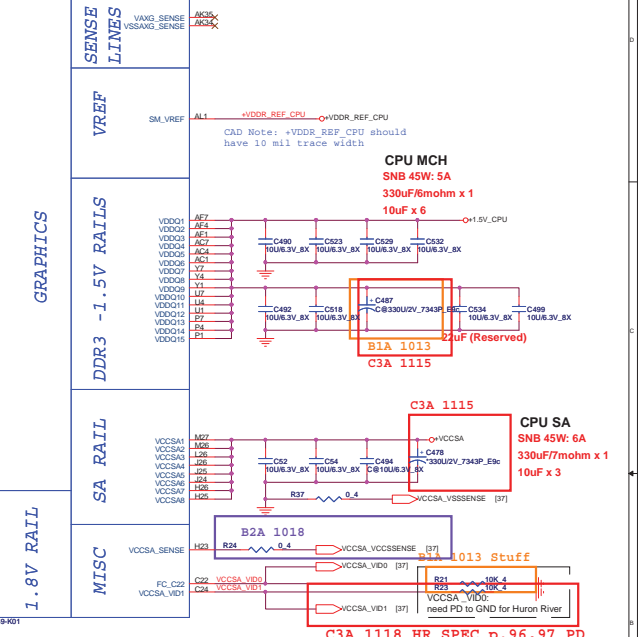 SENSE
LINES
VAXG_SENSE
VSSAXG_SENSE
AK35
AK34
VREF
SM_VREF
AL1
+VDDR_REF_CPU
+VDDR_REF_CPU
CAD Note: +VDDR_REF_CPU should
have 10 mil trace width
D
CPU MCH
SNB 45W: 5A
330uF/6mohm x 1
10uF x 6
GRAPHICS
DDR3 -1.5V RAILS
VDDQ1
VDDQ2
VDDQ3
VDDQ4
VDDQ5
VDDQ6
VDDQ7
VDDQ8
VDDQ9
VDDQ10
VDDQ11
VDDQ12
VDDQ13
VDDQ14
VDDQ15
AF7
AF4
AF1
AC7
AC4
AC1
Y7
Y4
Y1
U7
U4
U1
P7
P4
P1
+1.5V_CPU
C490
10U/6.3V_8X
C523
10U/6.3V_8X
C529
10U/6.3V_8X
C532
10U/6.3V_8X
C492
10U/6.3V_8X
C518
10U/6.3V_8X
+ C487
C@330U/2V_7343P_E9c
C534
10U/6.3V_8X
C499
10U/6.3V_8X
22uF (Reserved)
B1A 1013
C3A 1115
C
C3A 1115
SA RAIL
VCCSA1
VCCSA2
VCCSA3
VCCSA4
VCCSA5
VCCSA6
VCCSA7
VCCSA8
M27
M26
L26
J26
J25
J24
H26
H25
+VCCSA
C52
10U/6.3V_8X
C54
10U/6.3V_8X
C494
C@10U/6.3V_8X
+ C478
*330U/2V_7343P_E9c
CPU SA
SNB 45W: 6A
330uF/7mohm x 1
10uF x 3
R37
0_4
VCCSA_VSSSENSE [37]
1.8V RAIL
MISC
B2A 1018
VCCSA_SENSE
H23
R24
0_4
VCCSA_VCCSSENSE [37]
B1A 1013 Stuff
VCCSA_VID0 [37]
FC_C22
VCCSA_VID1
C22
C24
VCCSA_VID0
VCCSA_VID1
R21
10K_4
R23
10K_4
VCCSA_VID1 [37]
VCCSA _VID0:
need PD to GND for Huron River
9-K01
B
C3A 1118 HR SPEC p.96,97 PD